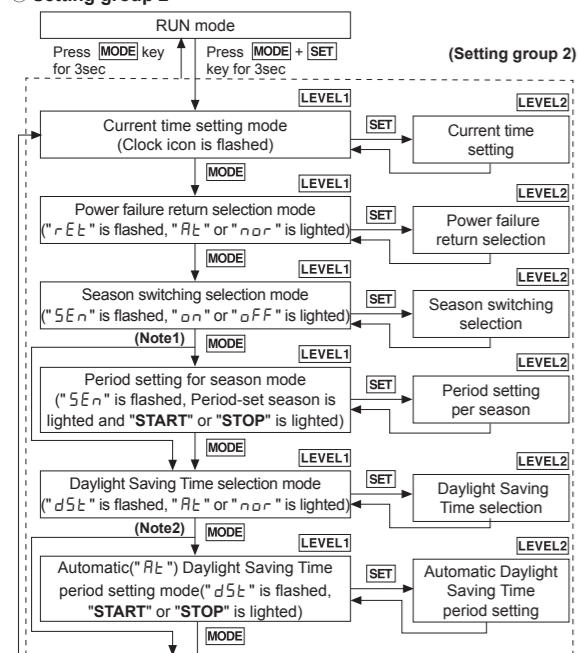 setting group 2
RUN mode
Press MODE key for 3sec
Press MODE + SET key for 3sec
(Setting group 2)
LEVEL1
LEVEL2
Current time setting mode
(Clock icon is flashed)
SET
Current time
setting
MODE
LEVEL1
LEVEL2
Power failure return selection mode
("rEt" is flashed, "At" or "nor" is lighted)
SET
Power failure
return selection
MODE
LEVEL1
LEVEL2
Season switching selection mode
("SEn" is flashed, "on" or "oFF" is lighted)
SET
Season switching
selection
(Note1)
MODE
LEVEL1
LEVEL2
Period setting for season mode
("SEn" is flashed, Period-set season is
lighted and "START" or "STOP" is lighted)
SET
Period setting
per season
MODE
LEVEL1
LEVEL2
Daylight Saving Time selection mode
("dSt" is flashed, "At" or "nor" is lighted)
SET
Daylight Saving
Time selection
(Note2)
MODE
LEVEL1
LEVEL2
Automatic("At") Daylight Saving Time
period setting mode("dSt" is flashed,
"START" or "STOP" is lighted)
SET
Automatic Daylight
Saving Time
period setting
MODE